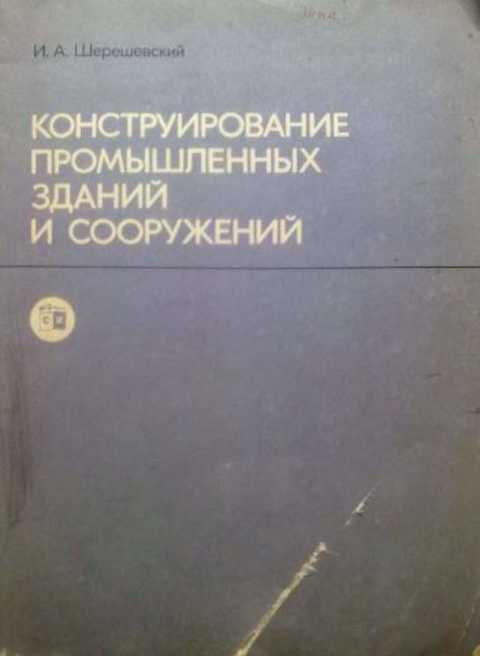 И. А. Шерешевский
КОНСТРУИРОВАНИЕ
ПРОМЫШЛЕННЫХ
ЗДАНИЙ
И СООРУЖЕНИЙ
С И